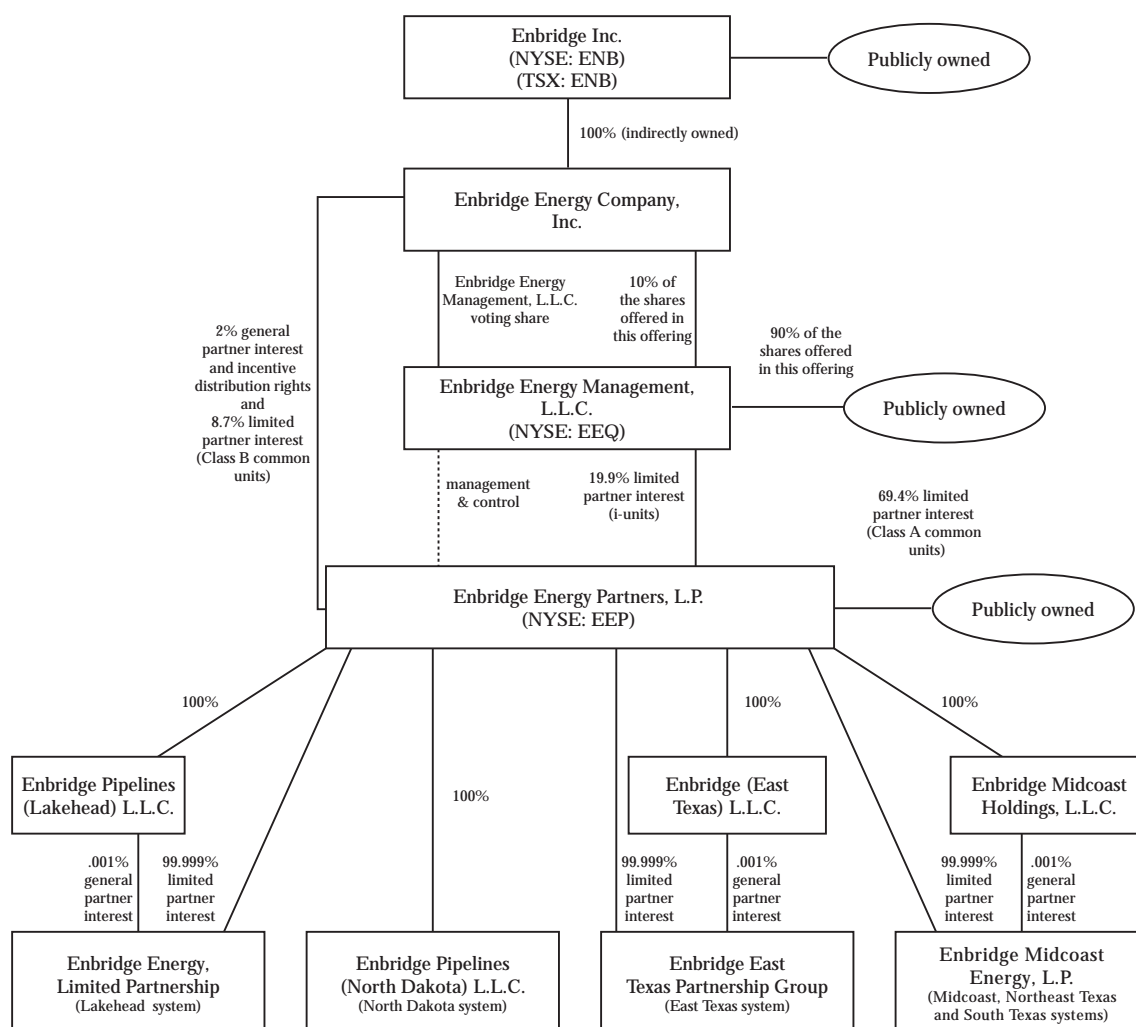 Enbridge Inc.
(NYSE: ENB)
(TSX: ENB)
Publicly owned
100% (indirectly owned)
Enbridge Energy Company,
Inc.
Enbridge Energy
Management, L.L.C.
voting share
10% of
the shares
offered in
this offering
2% general
partner interest
and incentive
distribution rights
and
8.7% limited
partner interest
(Class B common
units)
90% of the
shares offered
in this offering
Enbridge Energy Management,
L.L.C.
(NYSE: EEQ)
Publicly owned
management
& control
19.9% limited
partner interest
(i-units)
69.4% limited
partner interest
(Class A common
units)
Enbridge Energy Partners, L.P.
(NYSE: EEP)
Publicly owned
100%
100%
100%
100%
Enbridge Pipelines
(Lakehead) L.L.C.
Enbridge (East
Texas) L.L.C.
Enbridge Midcoast
Holdings, L.L.C.
.001%
general
partner
interest
99.999%
limited
partner
interest
99.999%
limited
partner
interest
.001%
general
partner
interest
99.999%
limited
partner
interest
.001%
general
partner
interest
Enbridge Energy,
Limited Partnership
(Lakehead system)
Enbridge Pipelines
(North Dakota) L.L.C.
(North Dakota system)
Enbridge East
Texas Partnership Group
(East Texas system)
Enbridge Midcoast
Energy, L.P.
(Midcoast, Northeast Texas
and South Texas systems)